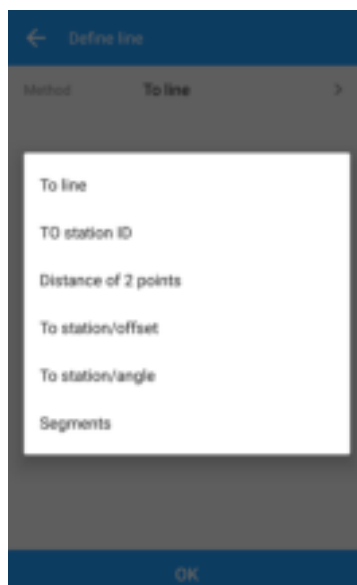 Define line
Method To line >
To line
TO station ID
Distance of 2 points
To station/offset
To station/angle
Segments
OK